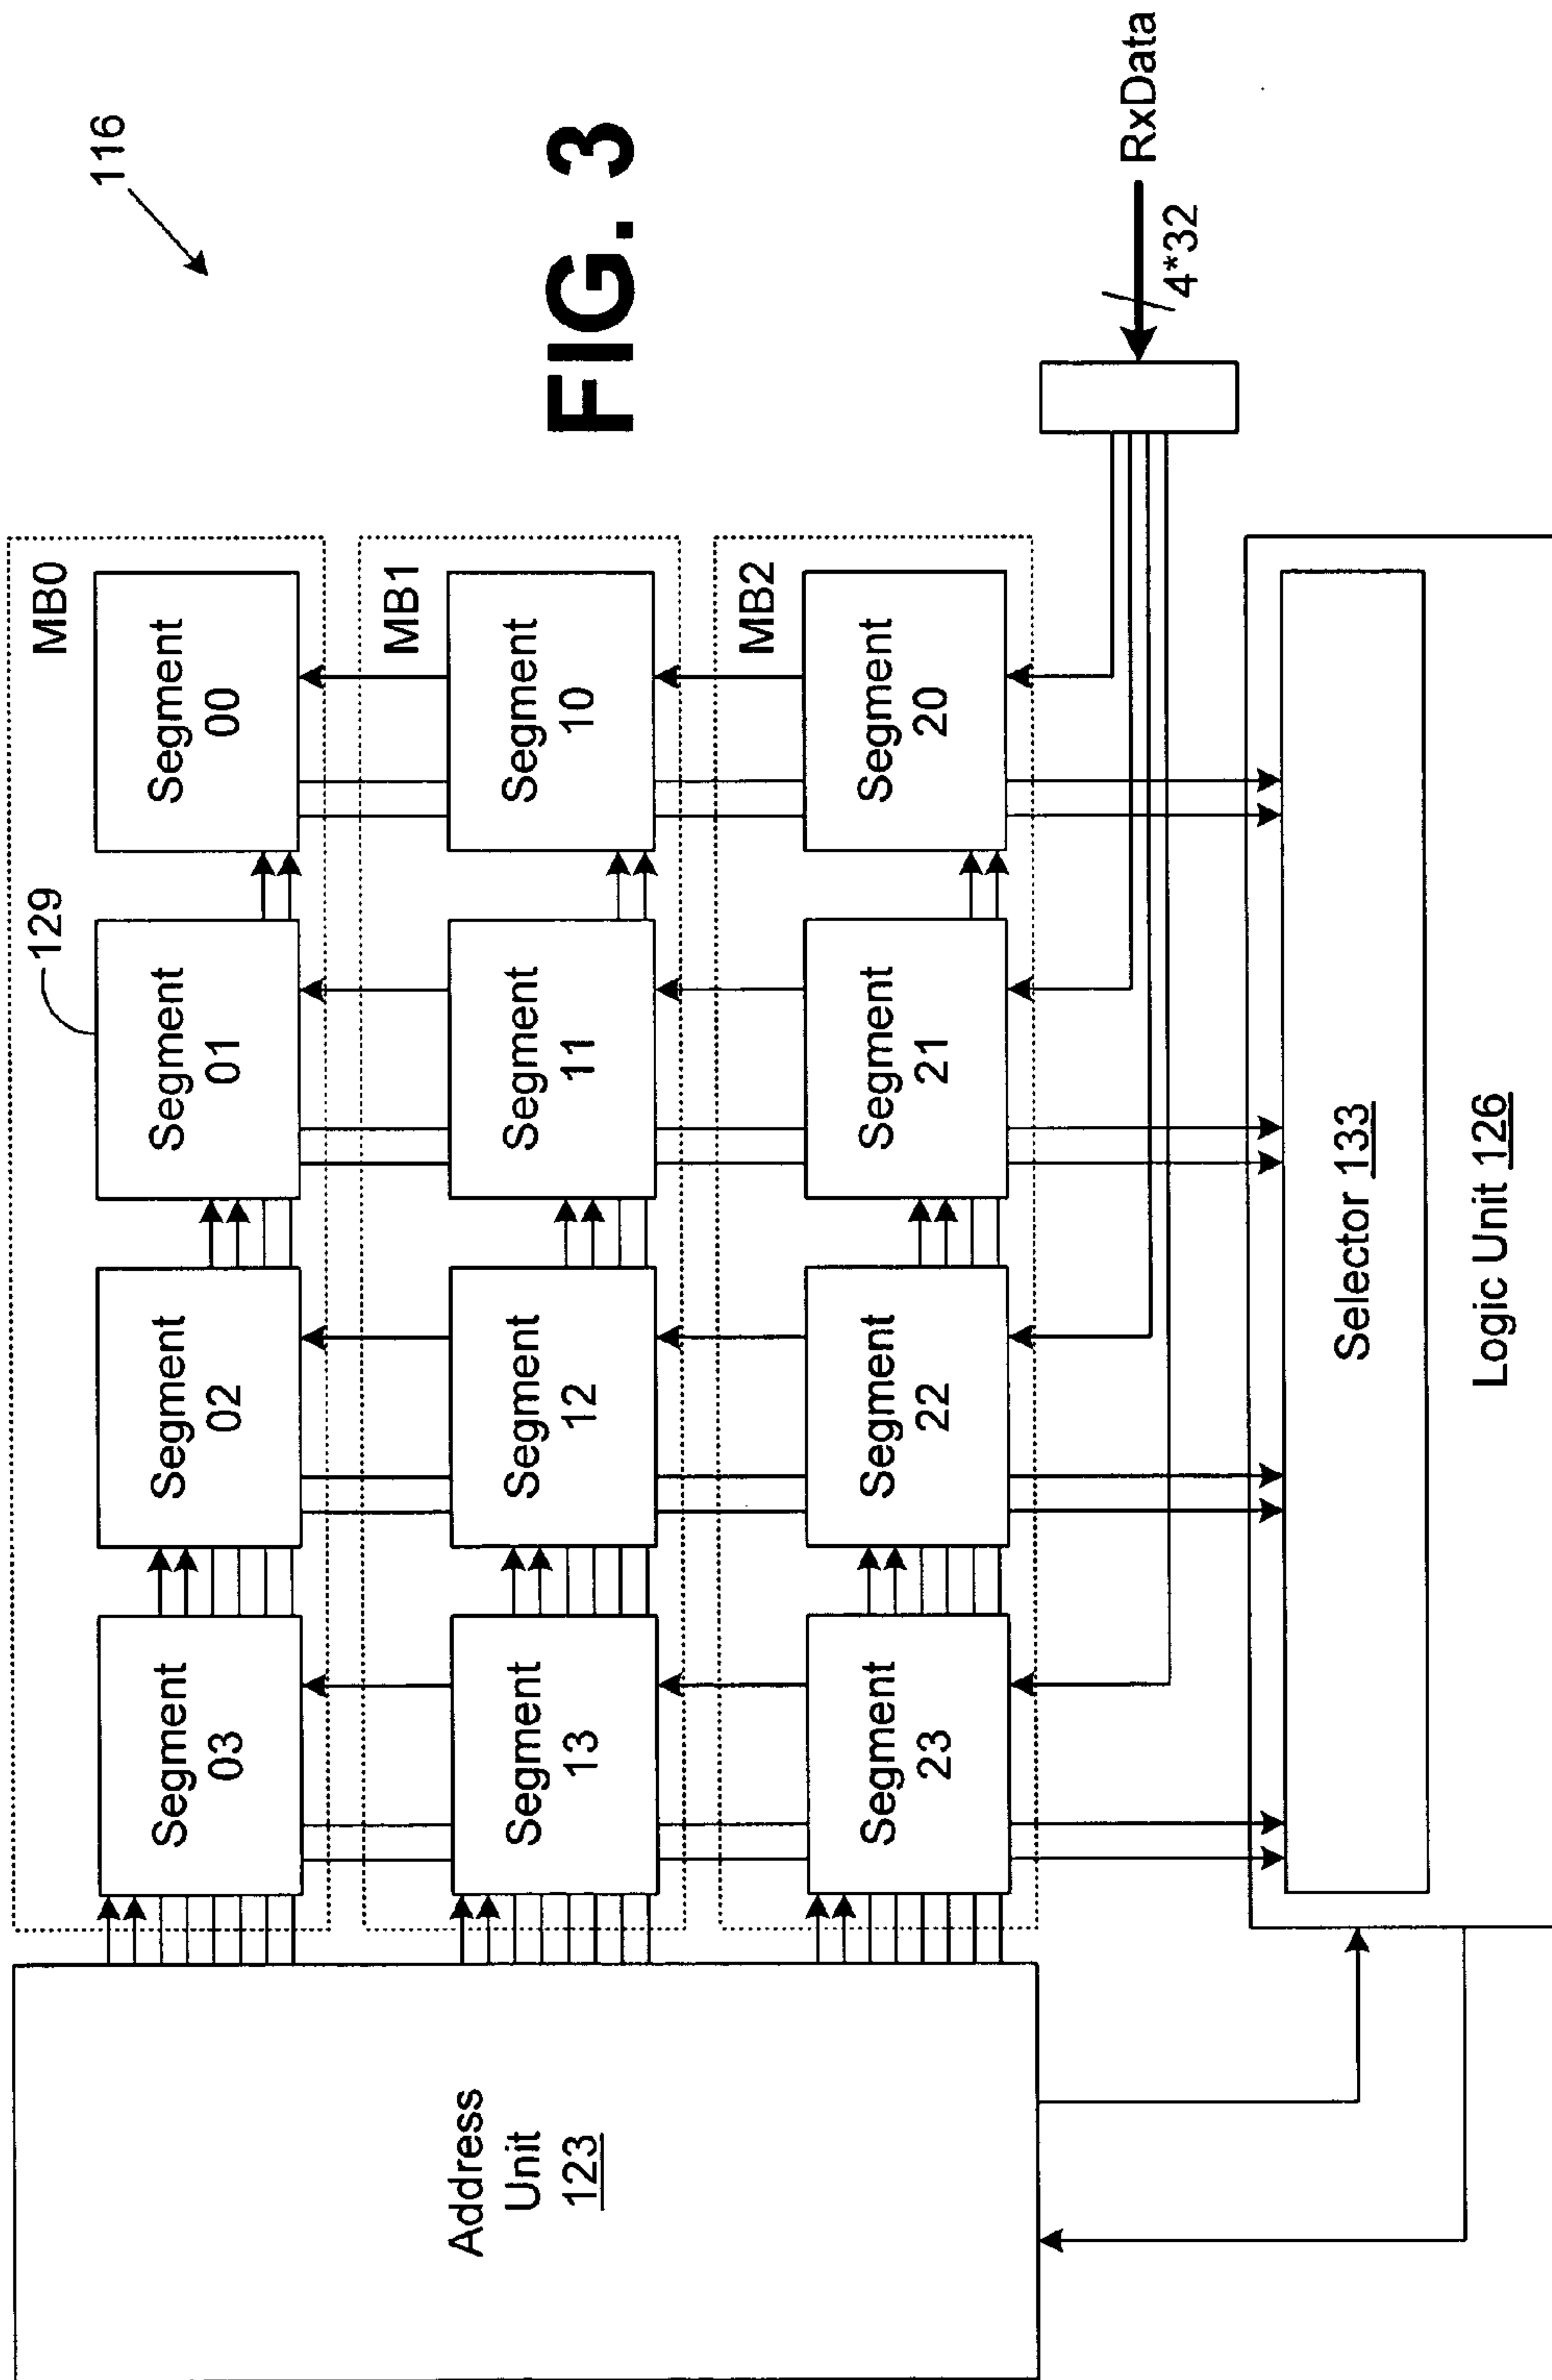 116
FIG. 3
RxData
4*32
129
MB0
Segment
00
Segment
01
Segment
02
Segment
03
MB1
Segment
10
Segment
11
Segment
12
Segment
13
MB2
Segment
20
Segment
21
Segment
22
Segment
23
Address
Unit
123
Selector 133
Logic Unit 126